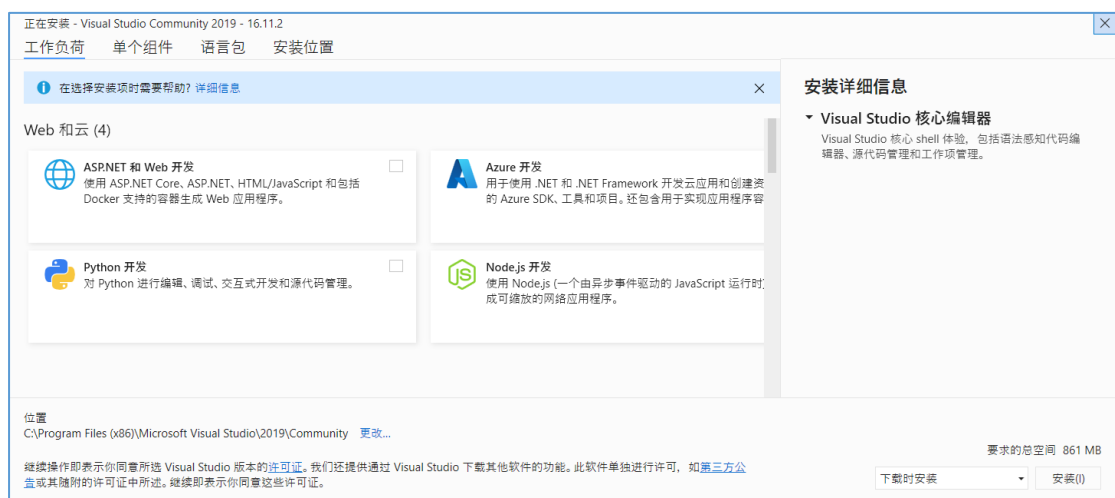 正在安装 - Visual Studio Community 2019 - 16.11.2
工作负荷 单个组件 语言包 安装位置
在选择安装项时需要帮助? 详细信息
Web 和云 (4)
ASP.NET 和 Web 开发
使用 ASP.NET Core、ASP.NET、HTML/JavaScript 和包括
Docker 支持的容器生成 Web 应用程序。
Azure 开发
用于使用 .NET 和 .NET Framework 开发云应用和创建资
的 Azure SDK、工具和项目。还包含用于实现应用程序容
Python 开发
对 Python 进行编辑、调试、交互式开发和源代码管理。
Node.js 开发
使用 Node.js (一个由异步事件驱动的 JavaScript 运行时)
成可缩放的网络应用程序。
安装详细信息
Visual Studio 核心编辑器
Visual Studio 核心 shell 体验，包括语法感知代码编
辑器、源代码管理和工作项管理。
位置
C:\Program Files (x86)\Microsoft Visual Studio\2019\Community 更改...
继续操作即表示你同意所选 Visual Studio 版本的许可证。我们还提供通过 Visual Studio 下载其他软件的功能。此软件单独进行许可，如第三方公
告或其随附的许可证中所述。继续即表示你同意这些许可证。
要求的总空间 861 MB
下载时安装 安装(I)